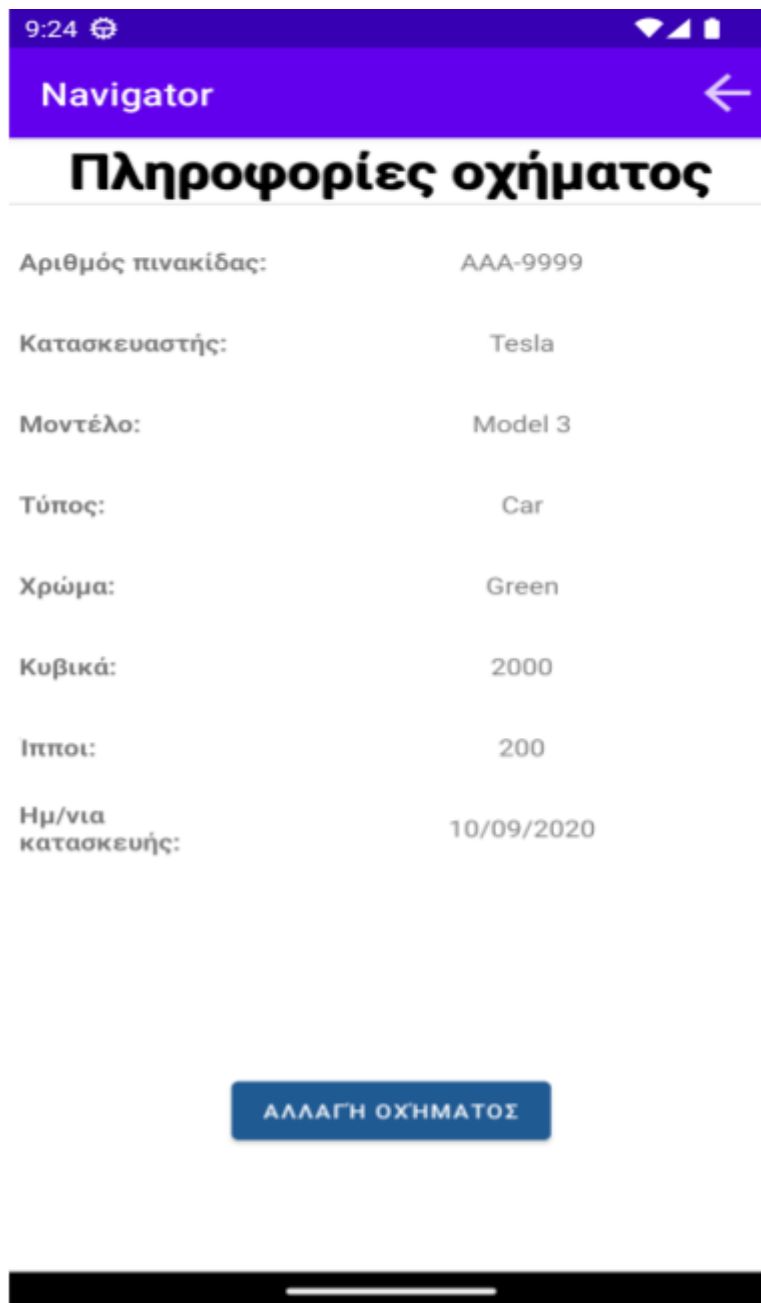 9:24
Navigator
Πληροφορίες οχήματος
Αριθμός πινακίδας: AAA-9999
Κατασκευαστής: Tesla
Μοντέλο: Model 3
Τύπος: Car
Χρώμα: Green
Κυβικά: 2000
Ίπποι: 200
Ημ/νια
κατασκευής: 10/09/2020
ΑΛΛΑΓΉ ΟΧΉΜΑΤΟΣ